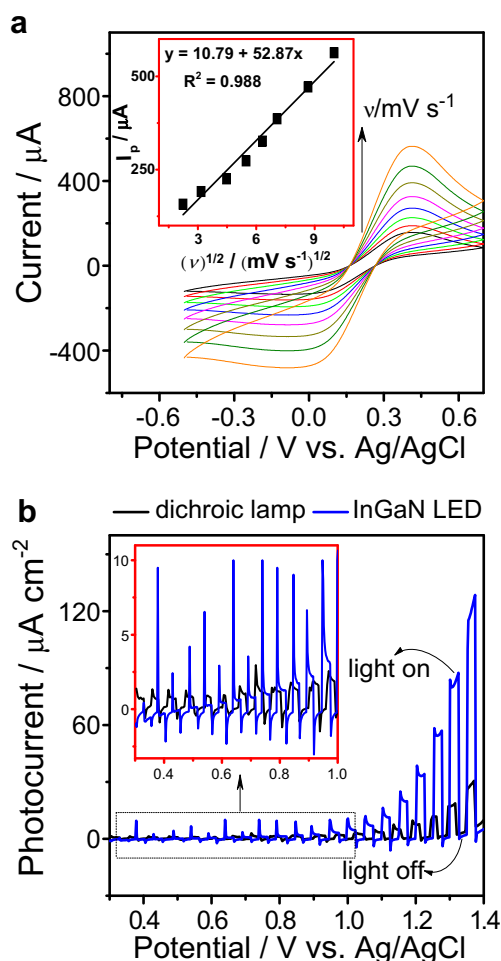 a
y = 10.79 + 52.87x
R² = 0.988
I_p / μA
500
250
3 6 9
(ν)^1/2 / (mV s⁻¹)^1/2
ν/mV s⁻¹
Current / μA
800
400
0
-400
-0.6 -0.3 0.0 0.3 0.6
Potential / V vs. Ag/AgCl
b
dichroic lamp InGaN LED
Photocurrent / μA cm⁻²
120
60
0
10
5
0
0.4 0.6 0.8 1.0
light on
light off
0.4 0.6 0.8 1.0 1.2 1.4
Potential / V vs. Ag/AgCl